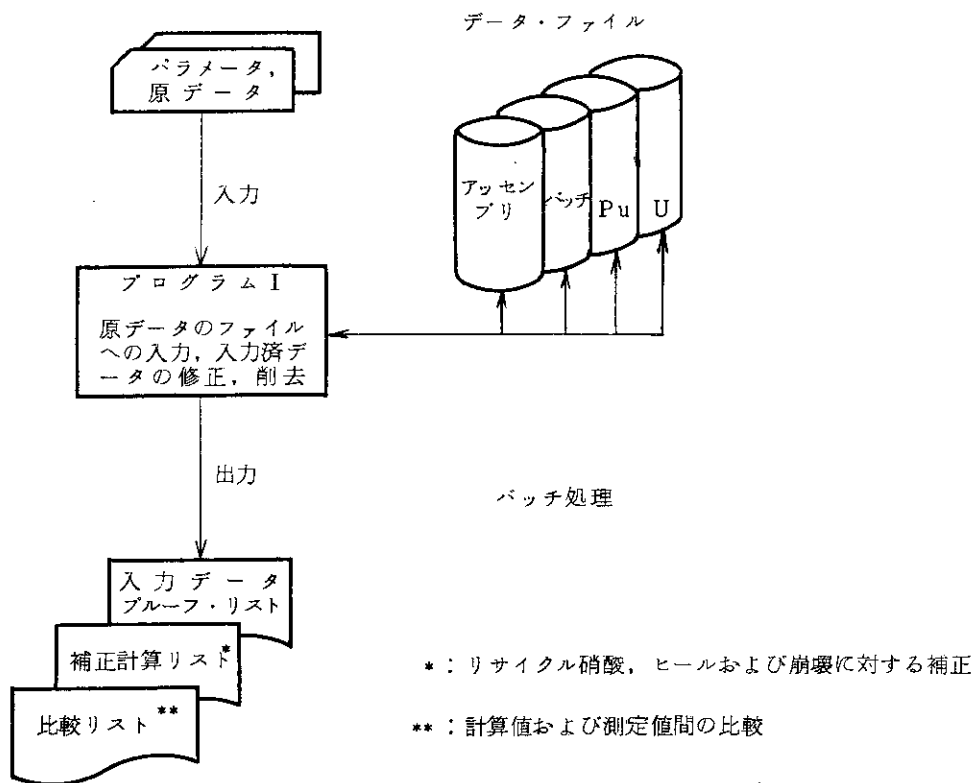 データ・ファイル
パラメータ,
原データ
アッセン
ブリ
バッチ
Pu
U
入力
プログラムI
原データのファイル
への入力, 入力済デ
ータの修正, 削去
出力
バッチ処理
入力データ
プルーフ・リスト
補正計算リスト*
比較リスト**
*：リサイクル硝酸, ヒールおよび崩壊に対する補正
**：計算値および測定値間の比較